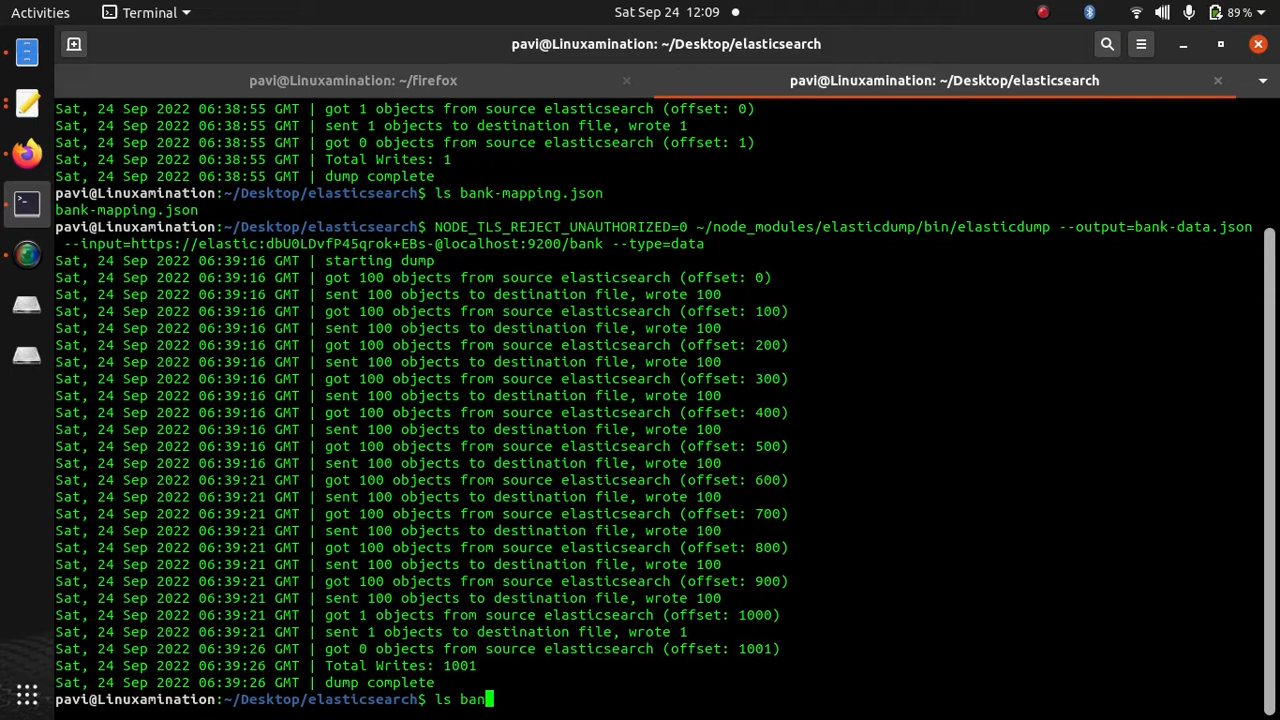 Activities
Terminal
Sat Sep 24 12:09
89 %
pavi@Linuxamination: ~/Desktop/elasticsearch
pavi@Linuxamination: ~/firefox
pavi@Linuxamination: ~/Desktop/elasticsearch
Sat, 24 Sep 2022 06:38:55 GMT | got 1 objects from source elasticsearch (offset: 0)
Sat, 24 Sep 2022 06:38:55 GMT | sent 1 objects to destination file, wrote 1
Sat, 24 Sep 2022 06:38:55 GMT | got 0 objects from source elasticsearch (offset: 1)
Sat, 24 Sep 2022 06:38:55 GMT | Total Writes: 1
Sat, 24 Sep 2022 06:38:55 GMT | dump complete
pavi@Linuxamination:~/Desktop/elasticsearch$ ls bank-mapping.json
bank-mapping.json
pavi@Linuxamination:~/Desktop/elasticsearch$ NODE_TLS_REJECT_UNAUTHORIZED=0 ~/node_modules/elasticdump/bin/elasticdump --output=bank-data.json
--input=https://elastic:dbU0LDvfP45qrok+EBs-@localhost:9200/bank --type=data
Sat, 24 Sep 2022 06:39:16 GMT | starting dump
Sat, 24 Sep 2022 06:39:16 GMT | got 100 objects from source elasticsearch (offset: 0)
Sat, 24 Sep 2022 06:39:16 GMT | sent 100 objects to destination file, wrote 100
Sat, 24 Sep 2022 06:39:16 GMT | got 100 objects from source elasticsearch (offset: 100)
Sat, 24 Sep 2022 06:39:16 GMT | sent 100 objects to destination file, wrote 100
Sat, 24 Sep 2022 06:39:16 GMT | got 100 objects from source elasticsearch (offset: 200)
Sat, 24 Sep 2022 06:39:16 GMT | sent 100 objects to destination file, wrote 100
Sat, 24 Sep 2022 06:39:16 GMT | got 100 objects from source elasticsearch (offset: 300)
Sat, 24 Sep 2022 06:39:16 GMT | sent 100 objects to destination file, wrote 100
Sat, 24 Sep 2022 06:39:16 GMT | got 100 objects from source elasticsearch (offset: 400)
Sat, 24 Sep 2022 06:39:16 GMT | sent 100 objects to destination file, wrote 100
Sat, 24 Sep 2022 06:39:16 GMT | got 100 objects from source elasticsearch (offset: 500)
Sat, 24 Sep 2022 06:39:16 GMT | sent 100 objects to destination file, wrote 100
Sat, 24 Sep 2022 06:39:21 GMT | got 100 objects from source elasticsearch (offset: 600)
Sat, 24 Sep 2022 06:39:21 GMT | sent 100 objects to destination file, wrote 100
Sat, 24 Sep 2022 06:39:21 GMT | got 100 objects from source elasticsearch (offset: 700)
Sat, 24 Sep 2022 06:39:21 GMT | sent 100 objects to destination file, wrote 100
Sat, 24 Sep 2022 06:39:21 GMT | got 100 objects from source elasticsearch (offset: 800)
Sat, 24 Sep 2022 06:39:21 GMT | sent 100 objects to destination file, wrote 100
Sat, 24 Sep 2022 06:39:21 GMT | got 100 objects from source elasticsearch (offset: 900)
Sat, 24 Sep 2022 06:39:21 GMT | sent 100 objects to destination file, wrote 100
Sat, 24 Sep 2022 06:39:21 GMT | got 1 objects from source elasticsearch (offset: 1000)
Sat, 24 Sep 2022 06:39:21 GMT | sent 1 objects to destination file, wrote 1
Sat, 24 Sep 2022 06:39:26 GMT | got 0 objects from source elasticsearch (offset: 1001)
Sat, 24 Sep 2022 06:39:26 GMT | Total Writes: 1001
Sat, 24 Sep 2022 06:39:26 GMT | dump complete
pavi@Linuxamination:~/Desktop/elasticsearch$ ls ban